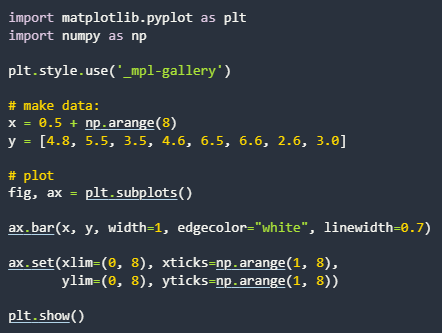 import matplotlib.pyplot as plt
import numpy as np
plt.style.use('_mpl-gallery')
# make data:
x = 0.5 + np.arange(8)
y = [4.8, 5.5, 3.5, 4.6, 6.5, 6.6, 2.6, 3.0]
# plot
fig, ax = plt.subplots()
ax.bar(x, y, width=1, edgecolor="white", linewidth=0.7)
ax.set(xlim=(0, 8), xticks=np.arange(1, 8),
       ylim=(0, 8), yticks=np.arange(1, 8))
plt.show()